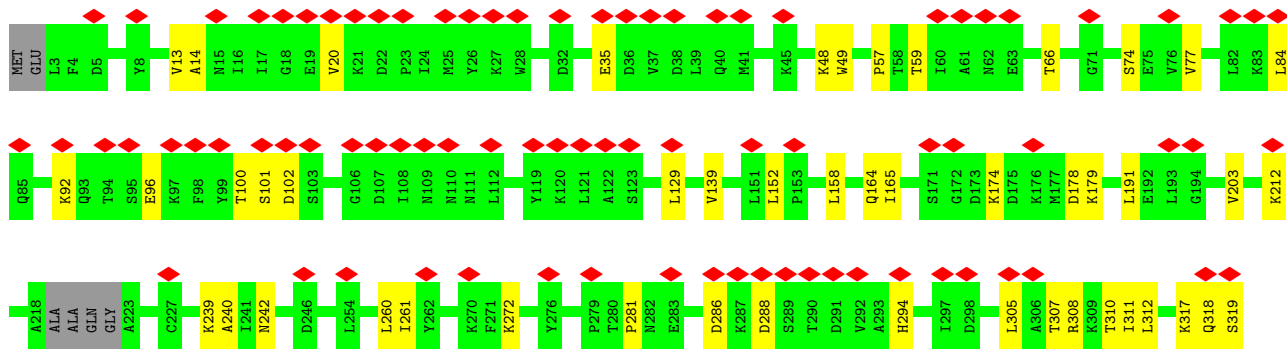 MET GLU L3 F4 D5 Y8 V13 A14 N15 I16 I17 G18 E19 V20 K21 D22 P23 I24 M25 Y26 K27 W28 D32 E35 D36 V37 D38 L39 Q40 M41 K45 K48 W49 P57 T58 T59 I60 A61 N62 E63 T66 G71 S74 E75 V76 V77 L82 K83 L84
Q85 K92 Q93 T94 S95 E96 K97 F98 Y99 T100 S101 D102 S103 G106 D107 I108 N109 N110 N111 L112 Y119 K120 L121 A122 S123 L129 V139 L151 L152 P153 L158 Q164 I165 S171 G172 D173 K174 D175 K176 M177 D178 K179 L191 E192 L193 G194 V203 K212
A218 ALA ALA GLN GLY A223 C227 K239 A240 I241 N242 D246 L254 L260 I261 Y262 K270 F271 K272 Y276 P279 T280 P281 N282 E283 D286 K287 D288 S289 T290 D291 V292 A293 H294 I297 D298 L305 A306 T307 R308 K309 T310 I311 L312 K317 Q318 S319